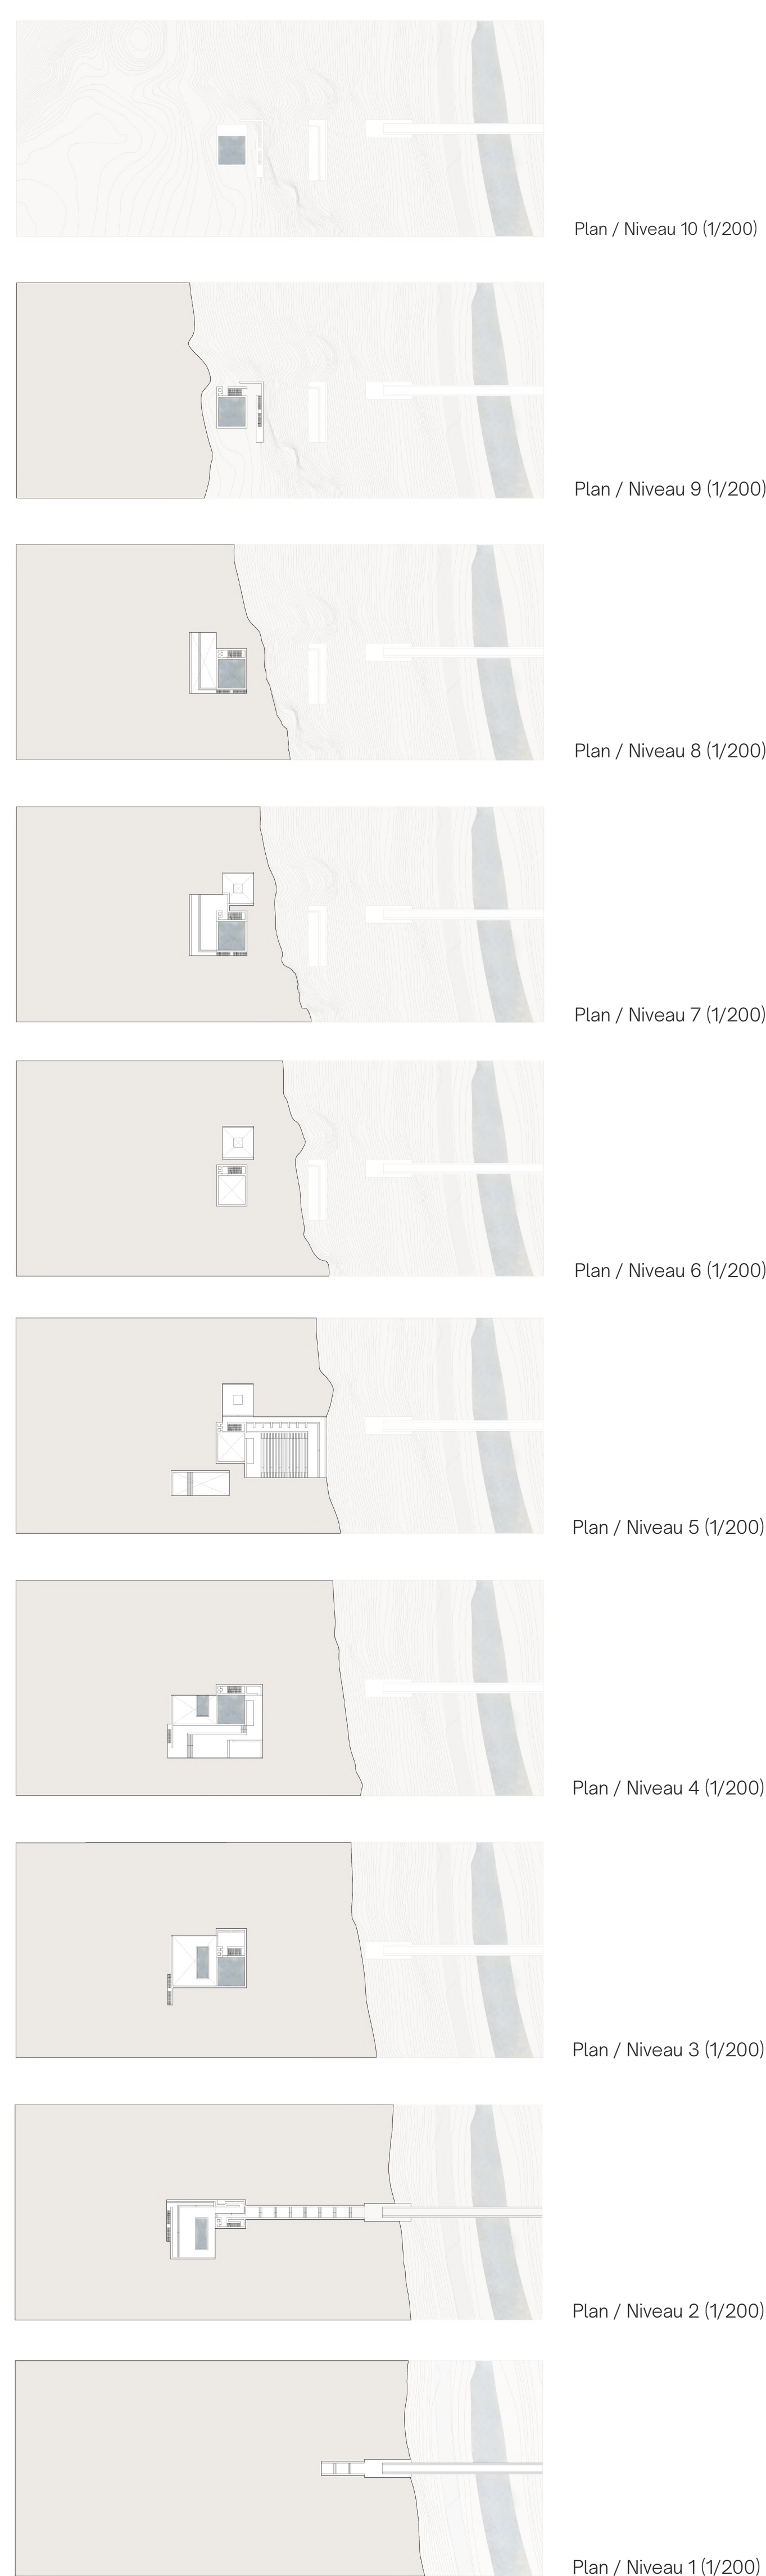 Plan / Niveau 10 (1/200)
Plan / Niveau 9 (1/200)
Plan / Niveau 8 (1/200)
Plan / Niveau 7 (1/200)
Plan / Niveau 6 (1/200)
Plan / Niveau 5 (1/200)
Plan / Niveau 4 (1/200)
Plan / Niveau 3 (1/200)
Plan / Niveau 2 (1/200)
Plan / Niveau 1 (1/200)